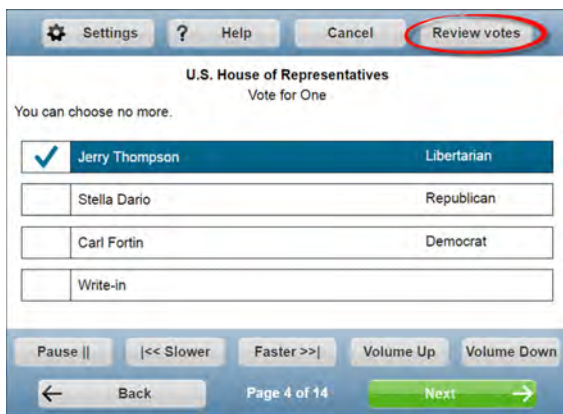 Settings ? Help Cancel Review votes
U.S. House of Representatives
Vote for One
You can choose no more.
Jerry Thompson Libertarian
Stella Dario Republican
Carl Fortin Democrat
Write-in
Pause || |<< Slower Faster >>| Volume Up Volume Down
← Back Page 4 of 14 Next →